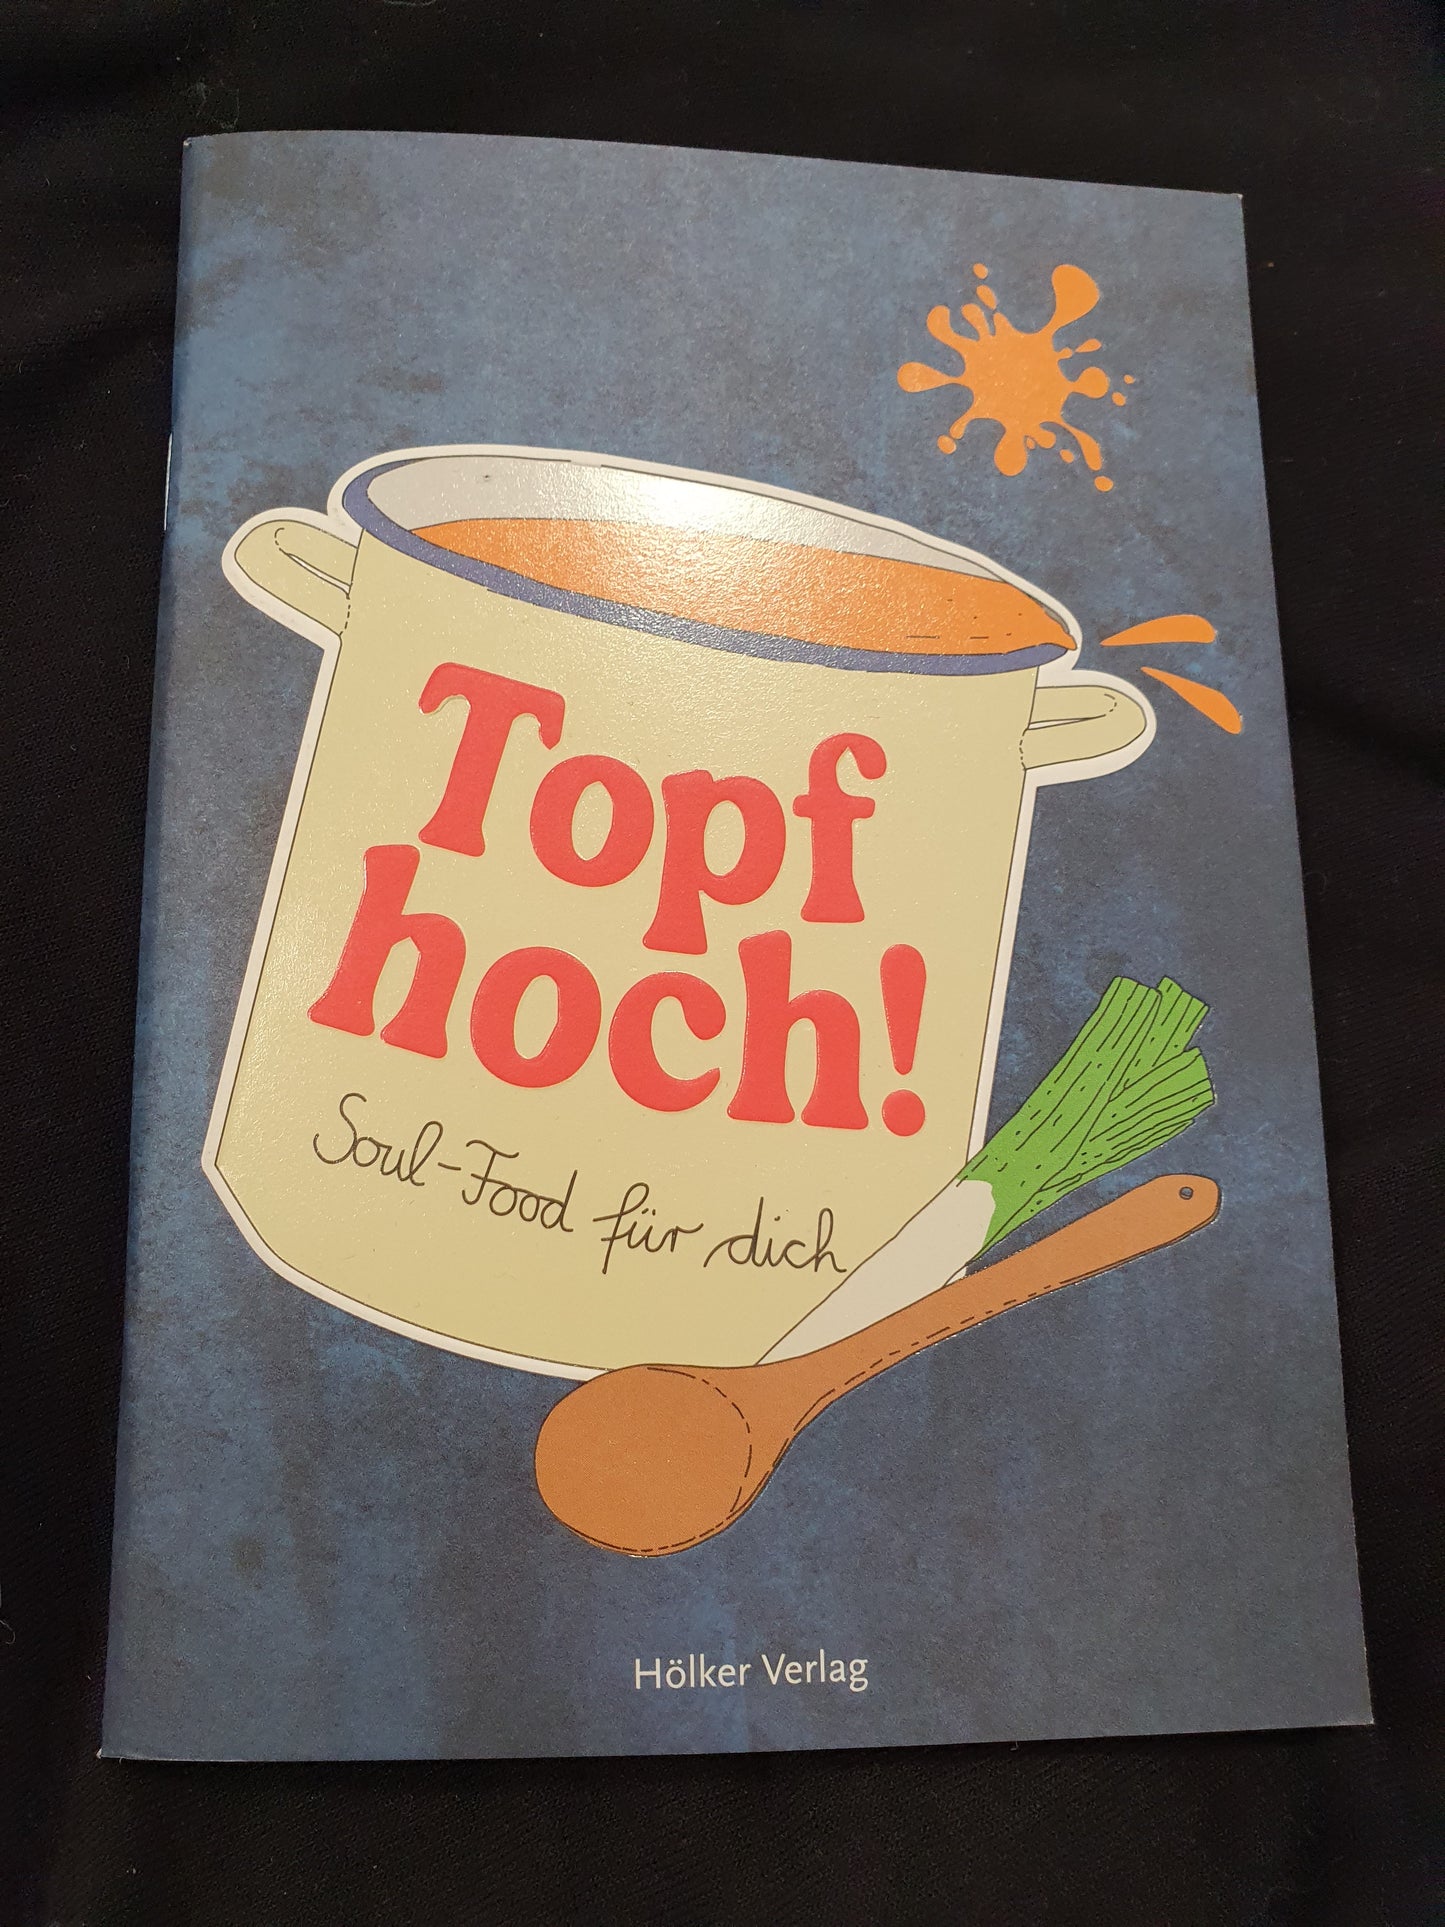 Topf
hoch!
Soul-Food für dich
Hölker Verlag